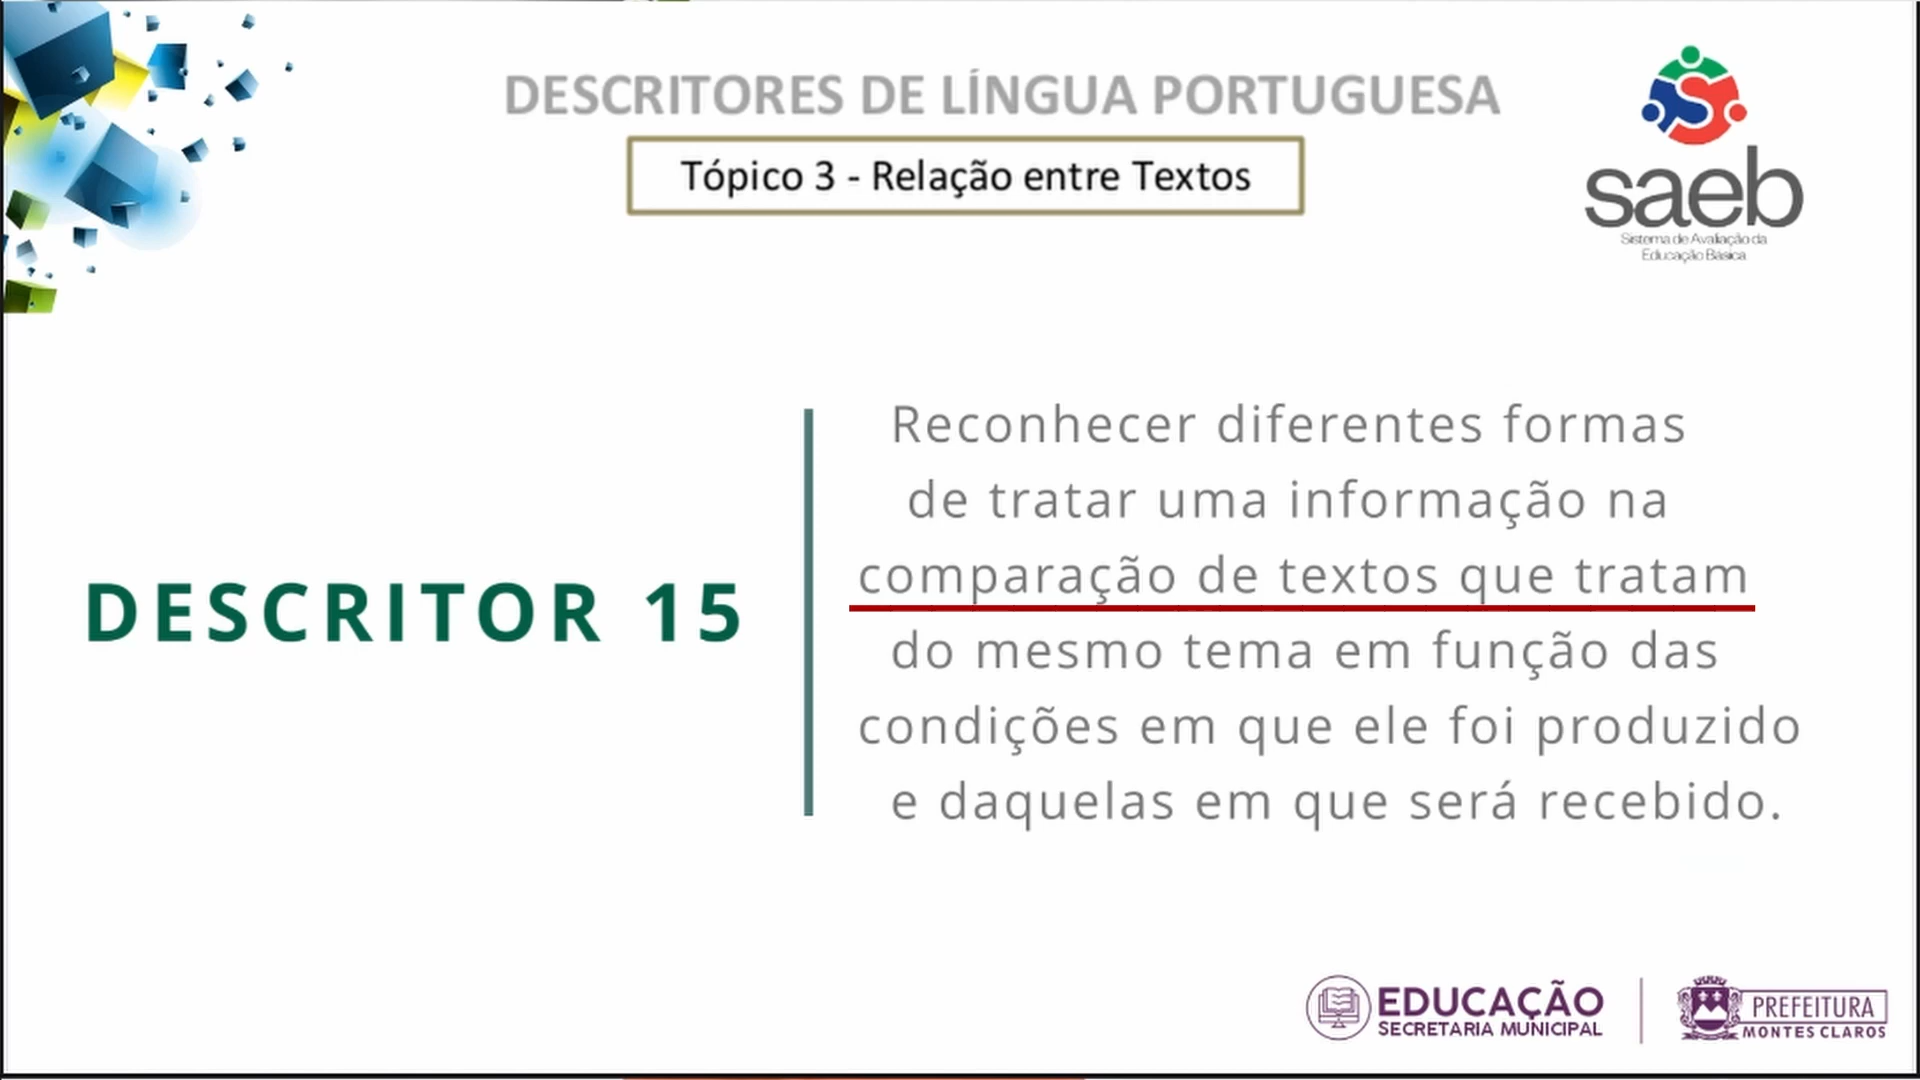 DESCRITORES DE LÍNGUA PORTUGUESA
Tópico 3 - Relação entre Textos
saeb
Sistema de Avaliação da
Educação Básica
DESCRITOR 15
Reconhecer diferentes formas
de tratar uma informação na
comparação de textos que tratam
do mesmo tema em função das
condições em que ele foi produzido
e daquelas em que será recebido.
EDUCAÇÃO
SECRETARIA MUNICIPAL
PREFEITURA
MONTES CLAROS